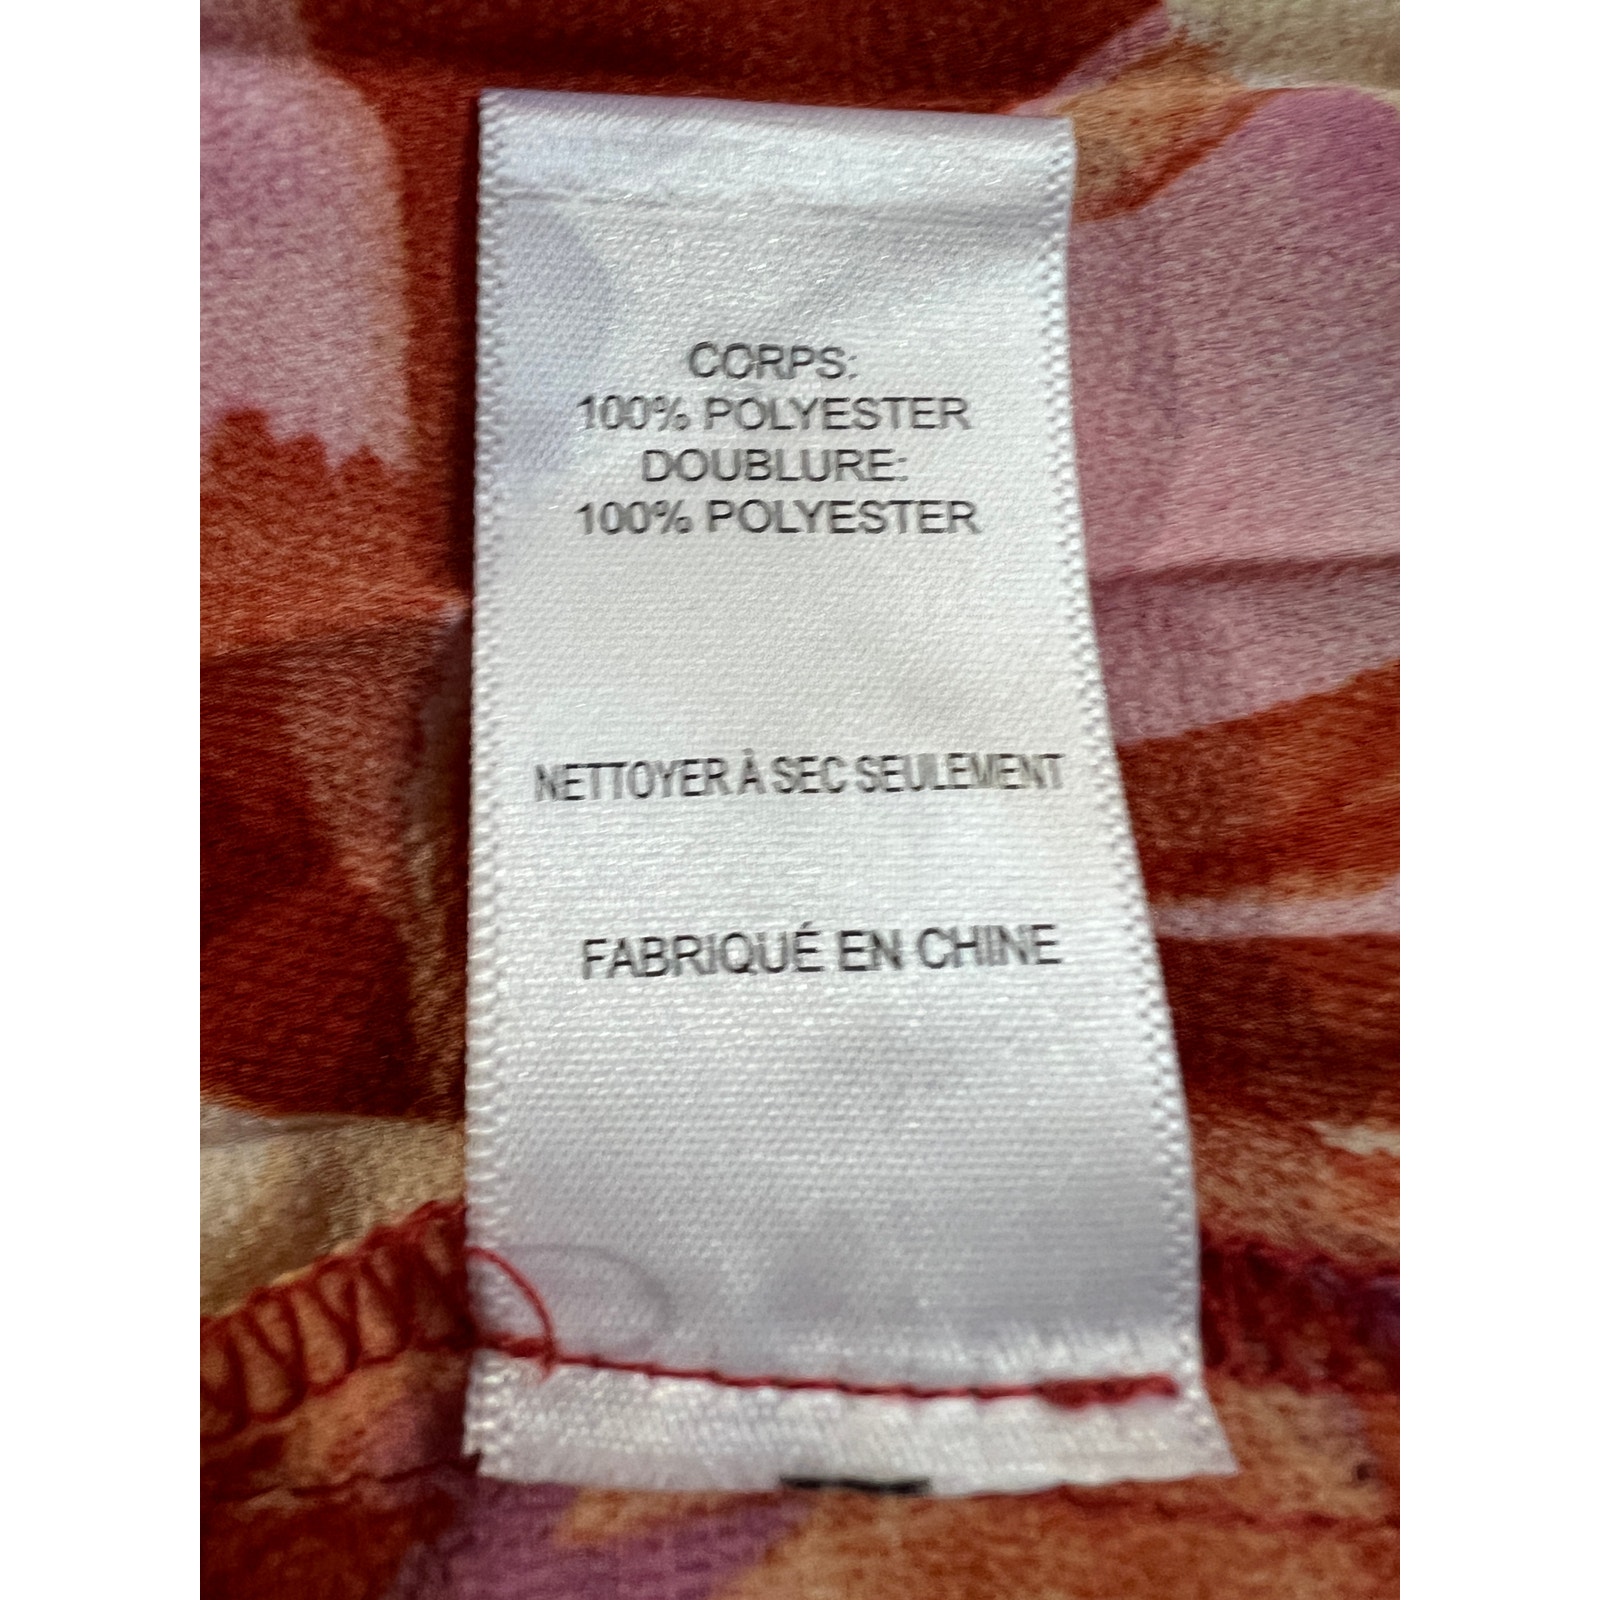 CORPS:
100% POLYESTER
DOUBLURE:
100% POLYESTER
NETTOYER À SEC SEULEMENT
FABRIQUÉ EN CHINE